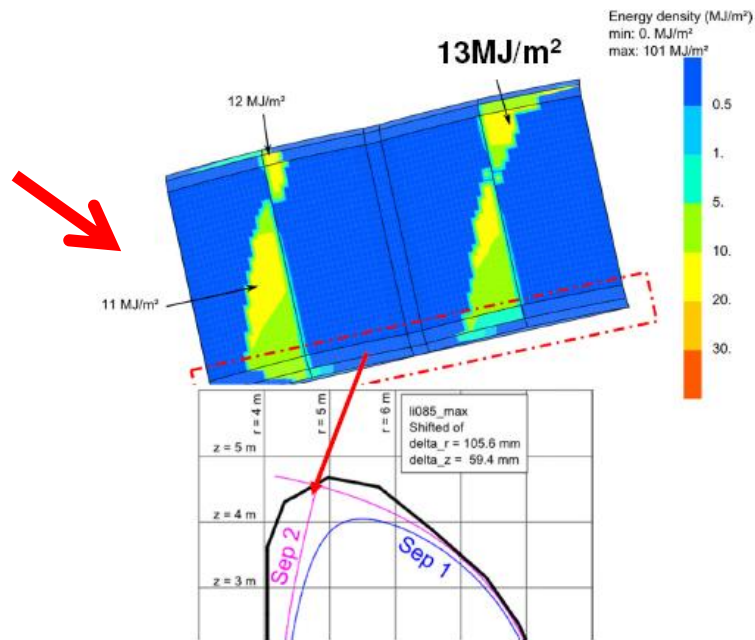 Energy density (MJ/m²)
min: 0. MJ/m²
max: 101 MJ/m²
13MJ/m²
12 MJ/m²
0.5
1.
5.
11 MJ/m²
10.
20.
30.
r = 4 m
r = 5 m
r = 6 m
li085_max
Shifted of
delta_r = 105.6 mm
delta_z = 59.4 mm
z = 5 m
z = 4 m
Sep 2
Sep 1
z = 3 m